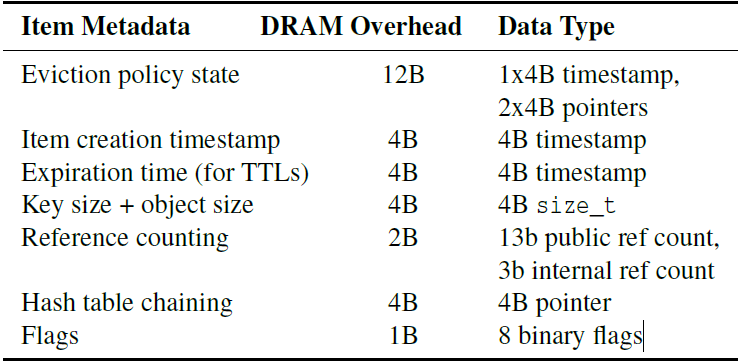 Item Metadata DRAM Overhead Data Type
Eviction policy state 12B 1x4B timestamp,
2x4B pointers
Item creation timestamp 4B 4B timestamp
Expiration time (for TTLs) 4B 4B timestamp
Key size + object size 4B 4B size_t
Reference counting 2B 13b public ref count,
3b internal ref count
Hash table chaining 4B 4B pointer
Flags 1B 8 binary flags